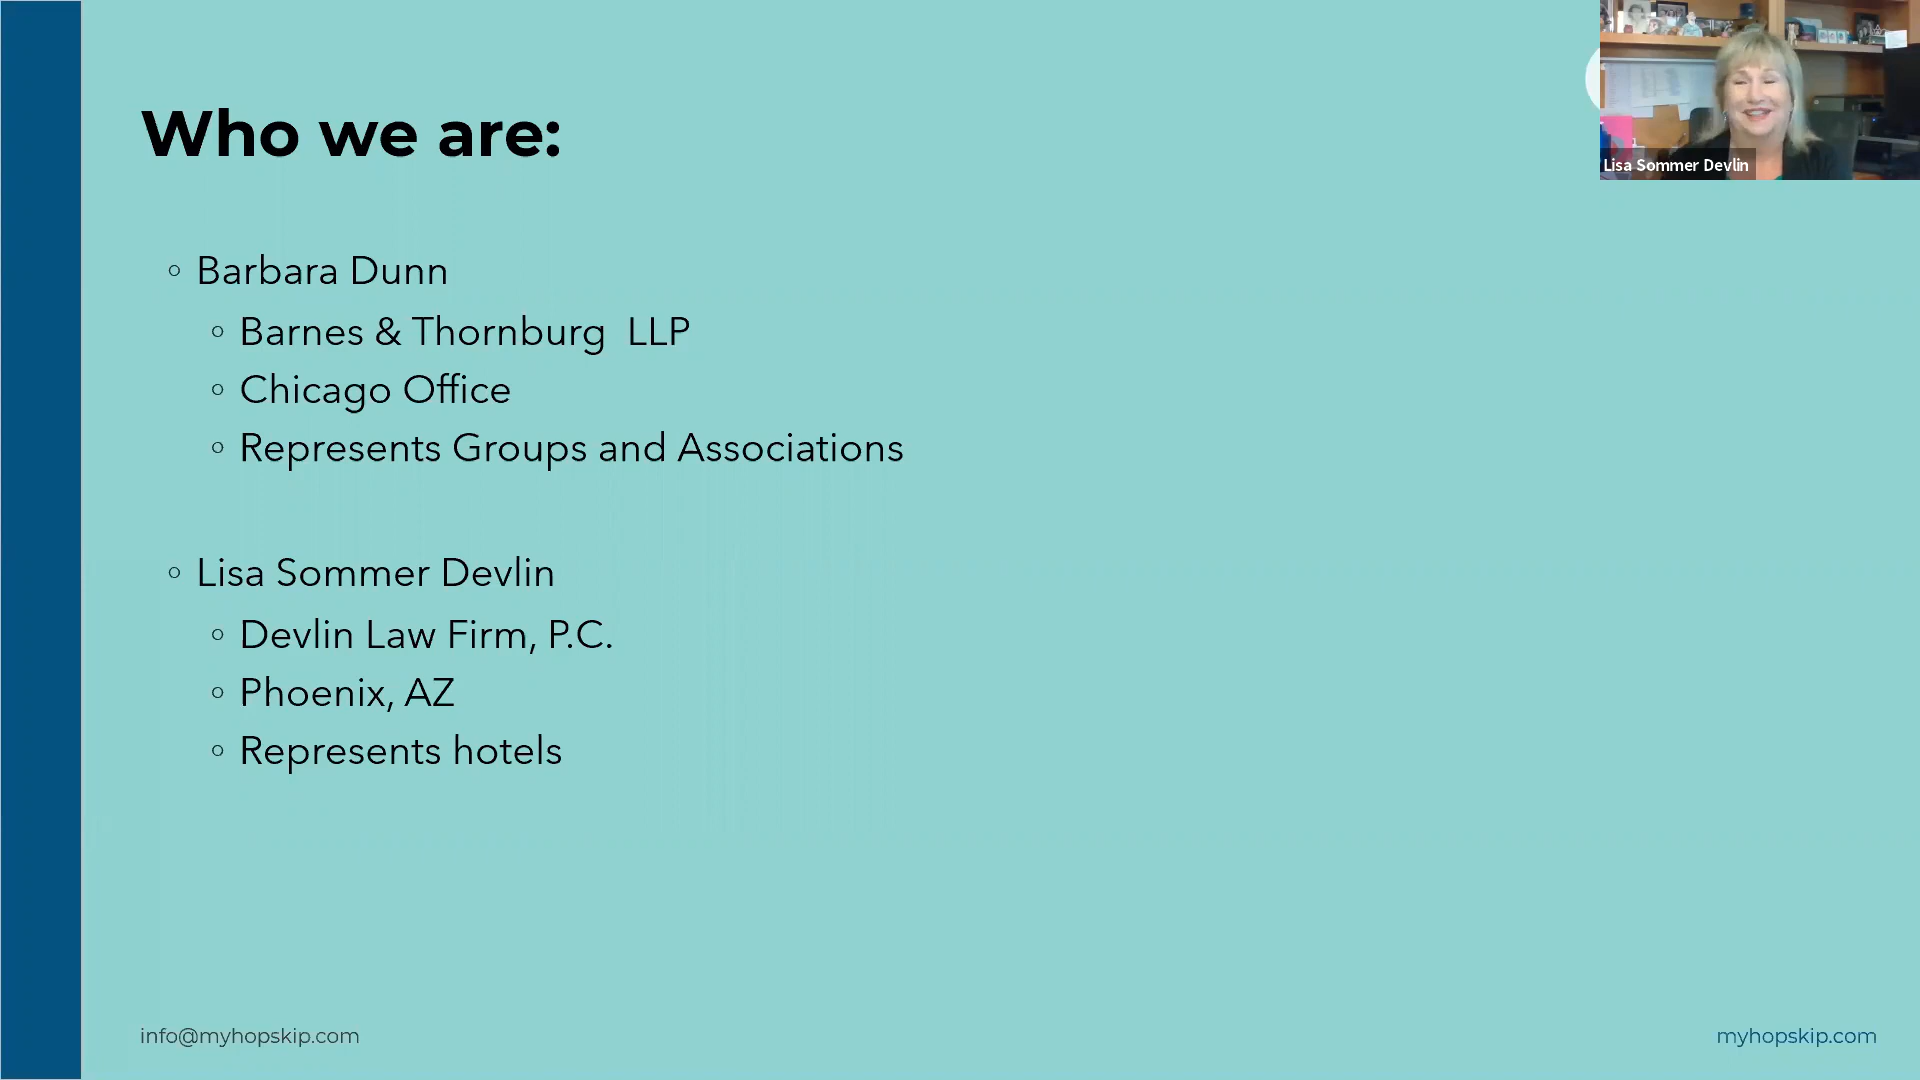 Who we are:
Lisa Sommer Devlin
◦ Barbara Dunn
◦ Barnes & Thornburg  LLP
◦ Chicago Office
◦ Represents Groups and Associations
◦ Lisa Sommer Devlin
◦ Devlin Law Firm, P.C.
◦ Phoenix, AZ
◦ Represents hotels
info@myhopskip.com
myhopskip.com